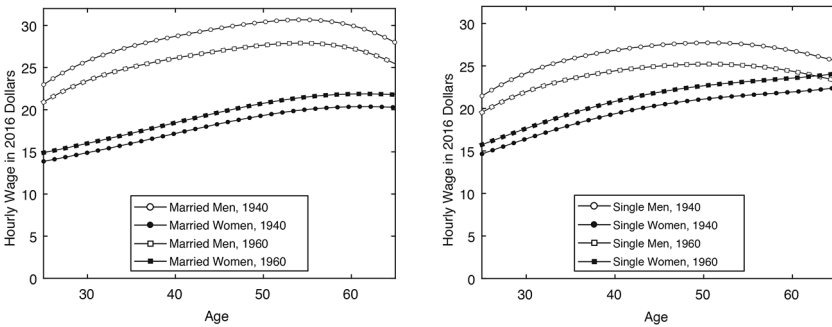 30
25
20
15
10
5
0
Hourly Wage in 2016 Dollars
Married Men, 1940
Married Women, 1940
Married Men, 1960
Married Women, 1960
30 40 50 60
Age
30
25
20
15
10
5
0
Hourly Wage in 2016 Dollars
Single Men, 1940
Single Women, 1940
Single Men, 1960
Single Women, 1960
30 40 50 60
Age